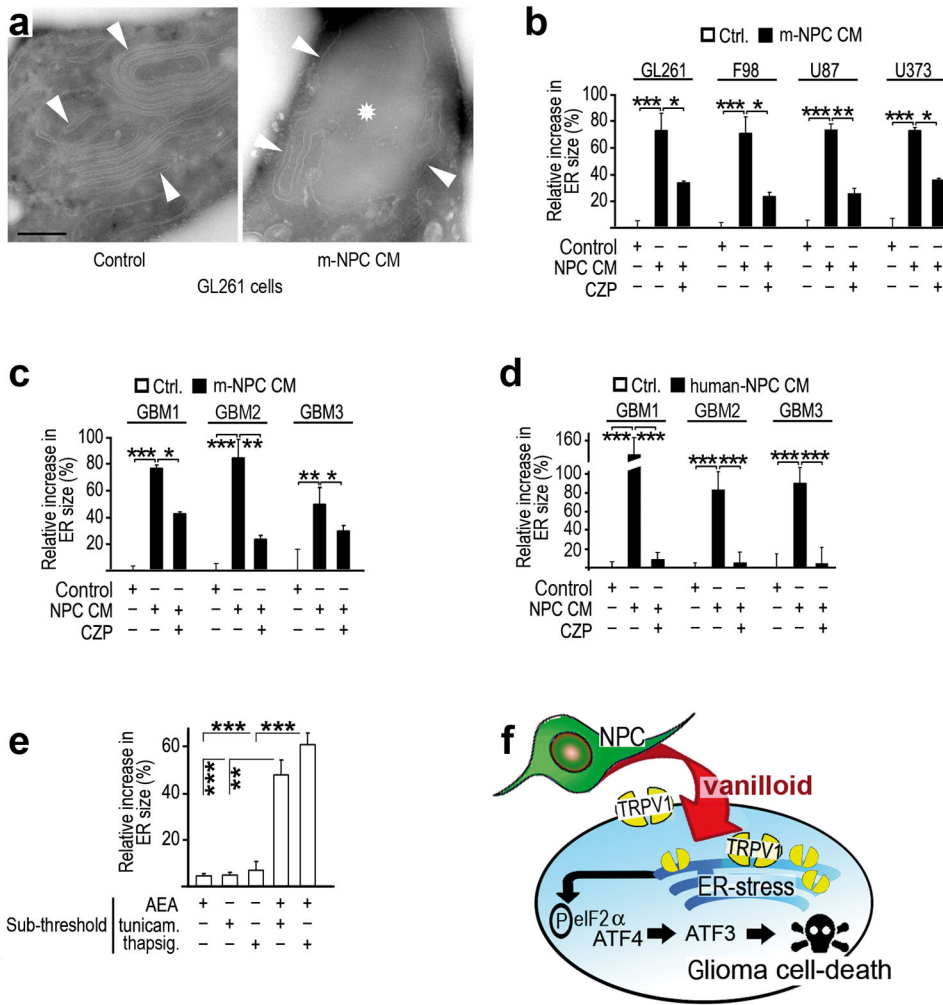 a
Control
m-NPC CM
GL261 cells
b
Ctrl. m-NPC CM
GL261 F98 U87 U373
Relative increase in
ER size (%)
100
80
60
40
20
*** * *** * *** ** *** *
Control + − − + − − + − − + − −
NPC CM − + + − + + − + + − + +
CZP − − + − − + − − + − − +
c
Ctrl. m-NPC CM
GBM1 GBM2 GBM3
Relative increase in
ER size (%)
100
80
60
40
20
*** * *** ** ** *
Control + − − + − − + − −
NPC CM − + + − + + − + +
CZP − − + − − + − − +
d
Ctrl. human-NPC CM
GBM1 GBM2 GBM3
Relative increase in
ER size (%)
160
100
80
60
40
20
*** *** *** *** *** ***
Control + − − + − − + − −
NPC CM − + + − + + − + +
CZP − − + − − + − − +
e
Relative increase in
ER size (%)
60
40
20
*** ***
*** **
Sub-threshold
AEA + − − + +
tunicam. − + − + −
thapsig. − − + − +
f
NPC
vanilloid
TRPV1
TRPV1
ER-stress
P eIF2 α
ATF4 ATF3
Glioma cell-death